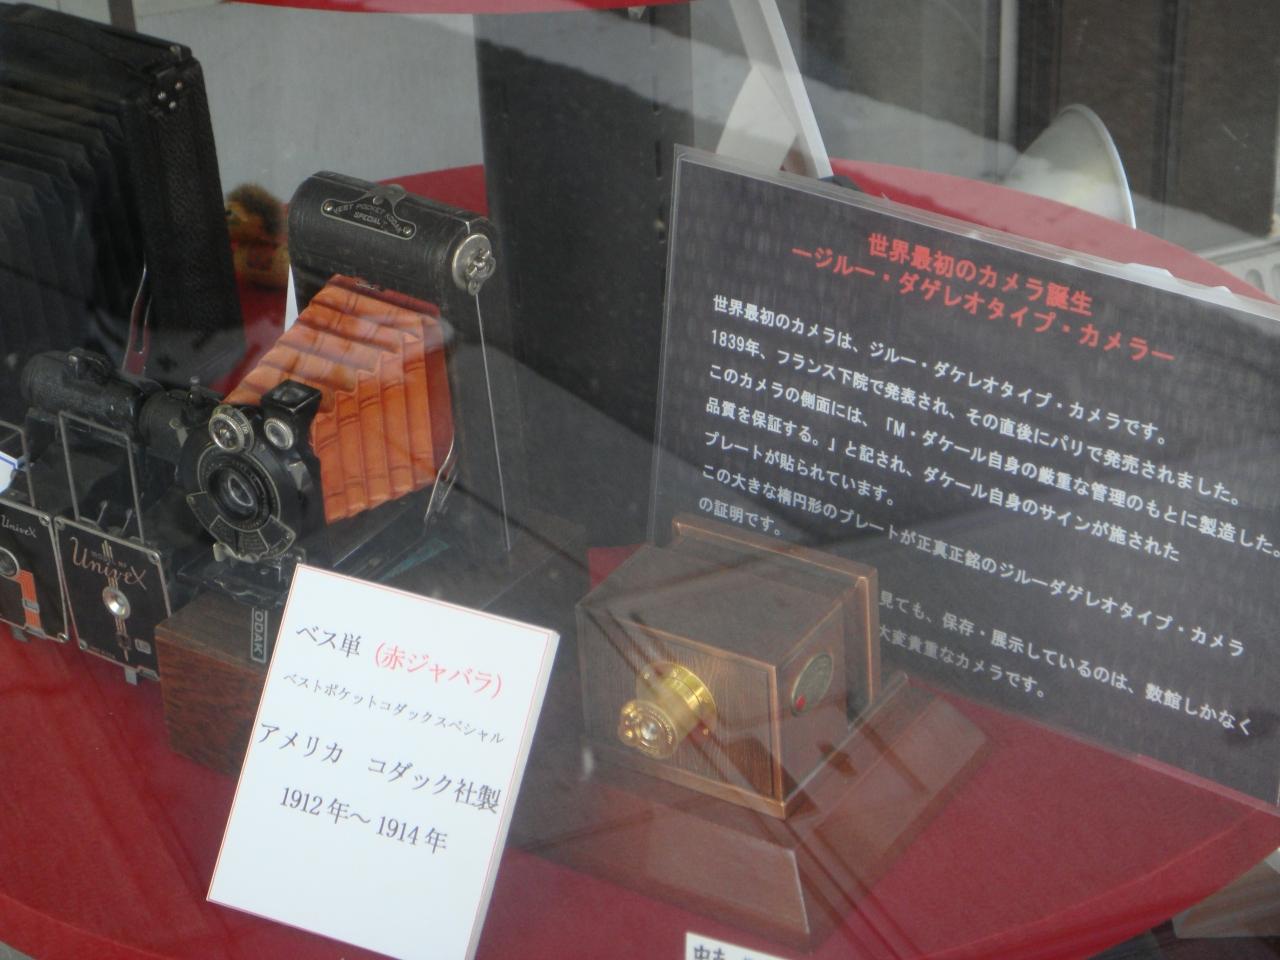 VEST POCKET KODAK
SPECIAL
世界最初のカメラ誕生
ージルー・ダゲレオタイプ・カメラー
世界最初のカメラは、ジルー・ダケレオタイプ・カメラです。
1839年、フランス下院で発表され、その直後にパリで発売されました。
このカメラの側面には、「M・ダケール自身の厳重な管理のもとに製造した。
品質を保証する。」と記され、ダケール自身のサインが施された
プレートが貼られています。
この大きな楕円形のプレートが正真正銘のジルーダゲレオタイプ・カメラ
の証明です。
見ても、保存・展示しているのは、数館しかなく
大変貴重なカメラです。
UniveX
UniveX
ODAK
ベス単(赤ジャバラ)
ベストポケットコダックスペシャル
アメリカ コダック社製
1912年〜1914年